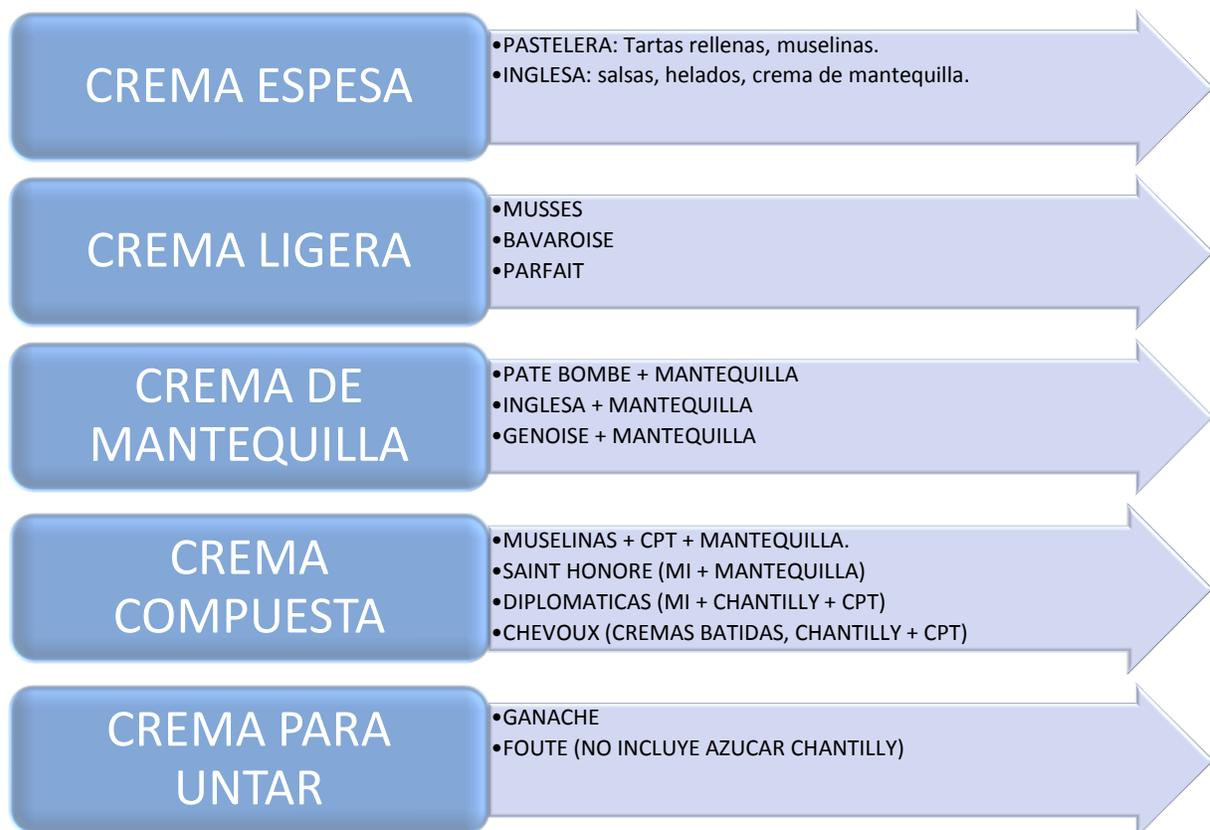 CREMA ESPESA
•PASTELERA: Tartas rellenas, muselinas.
•INGLESA: salsas, helados, crema de mantequilla.
CREMA LIGERA
•MUSSES
•BAVAROISE
•PARFAIT
CREMA DE
MANTEQUILLA
•PATE BOMBE + MANTEQUILLA
•INGLESA + MANTEQUILLA
•GENOISE + MANTEQUILLA
CREMA
COMPUESTA
•MUSELINAS + CPT + MANTEQUILLA.
•SAINT HONORE (MI + MANTEQUILLA)
•DIPLOMATICAS (MI + CHANTILLY + CPT)
•CHEVOUX (CREMAS BATIDAS, CHANTILLY + CPT)
CREMA PARA
UNTAR
•GANACHE
•FOUTE (NO INCLUYE AZUCAR CHANTILLY)